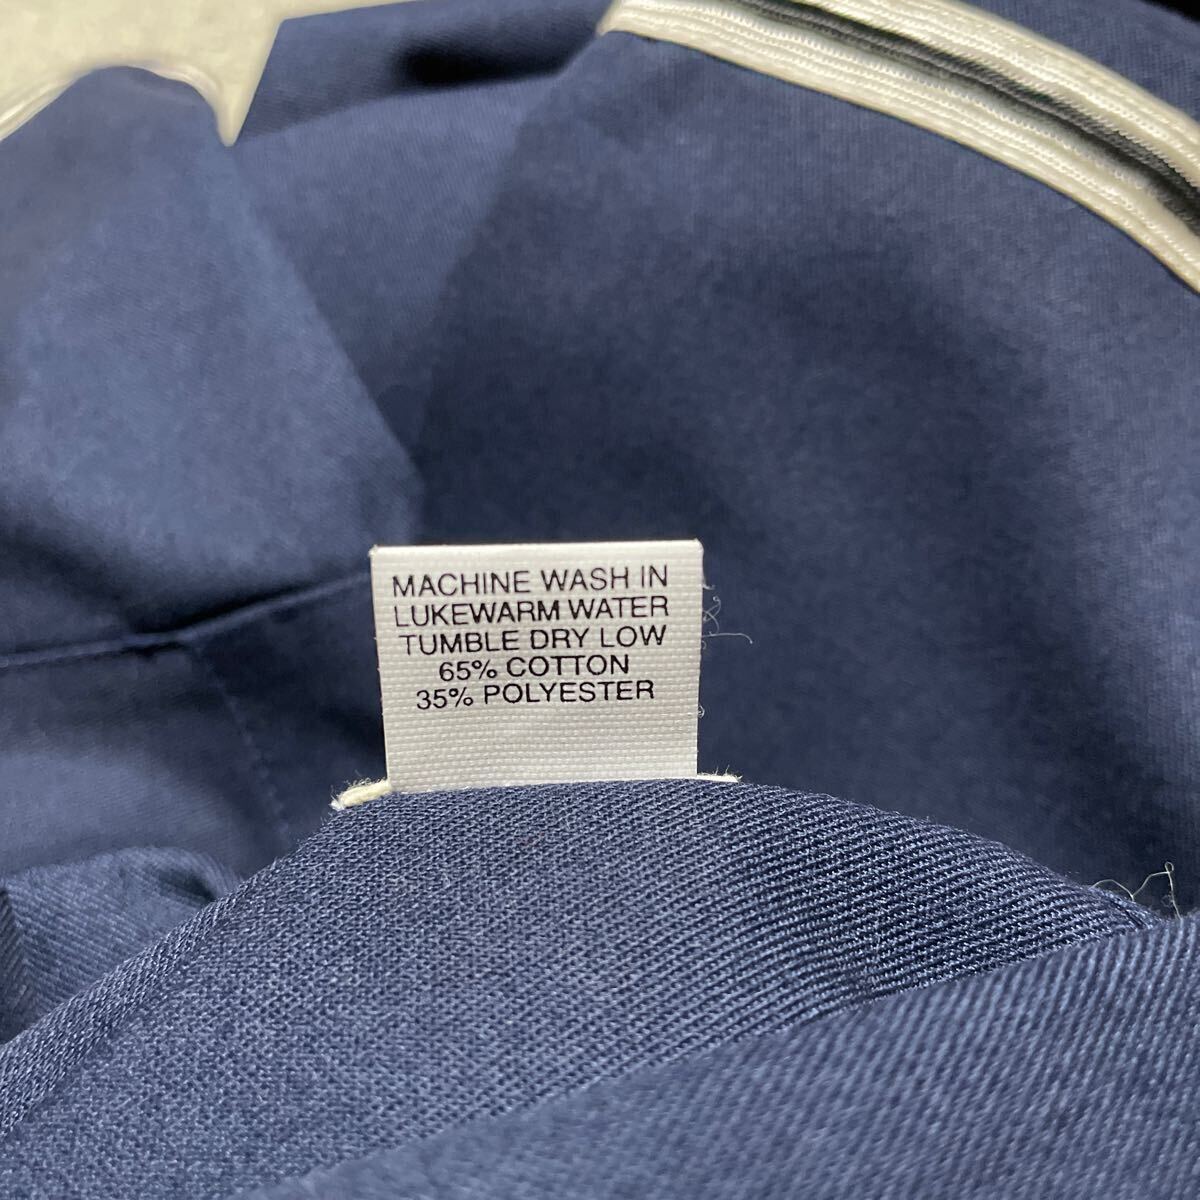 MACHINE WASH IN
LUKEWARM WATER
TUMBLE DRY LOW
65% COTTON
35% POLYESTER